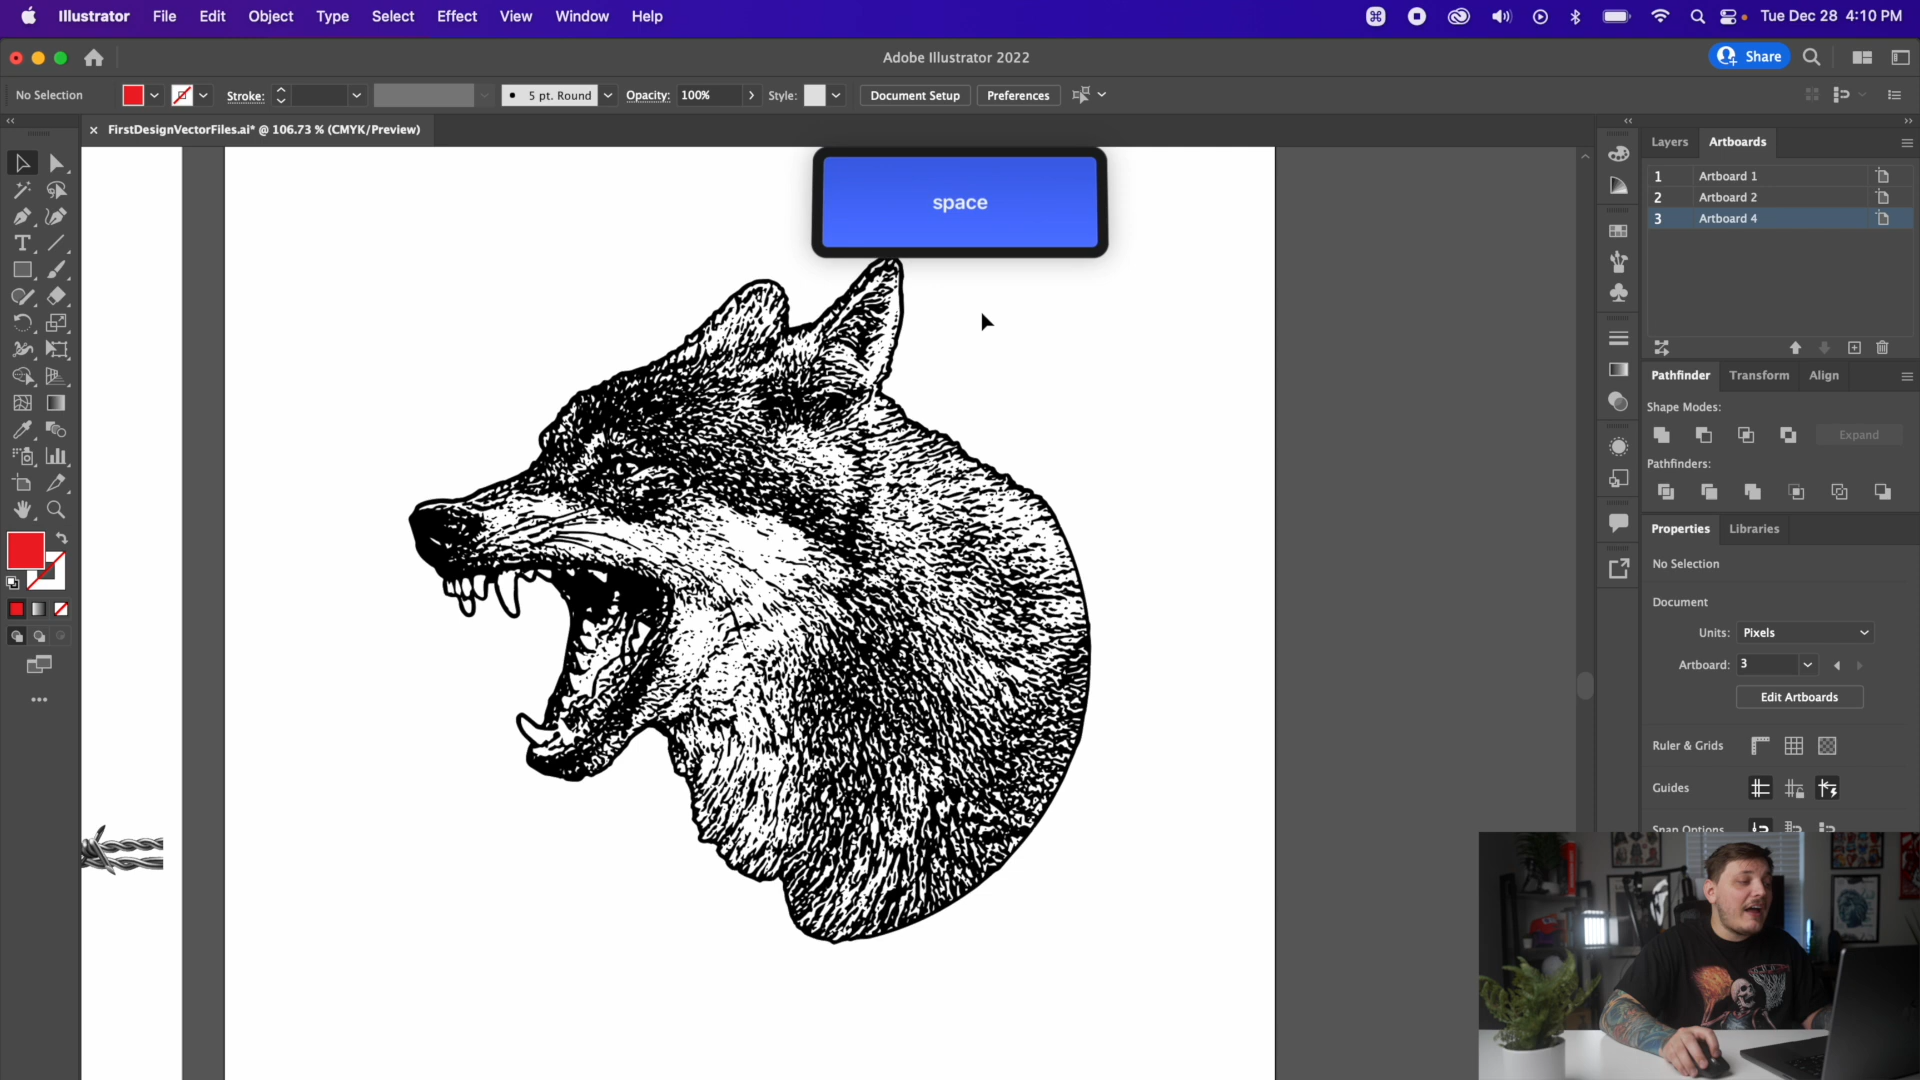 Illustrator File Edit Object Type Select Effect View Window Help Tue Dec 28 4:10 PM
Adobe Illustrator 2022
Share
No Selection Stroke: 5 pt. Round Opacity: 100% Style: Document Setup Preferences
FirstDesignVectorFiles.ai* @ 106.73 % (CMYK/Preview)
space
Layers Artboards
1 Artboard 1
2 Artboard 2
3 Artboard 4
Pathfinder Transform Align
Shape Modes:
Expand
Pathfinders:
Properties Libraries
No Selection
Document
Units: Pixels
Artboard: 3
Edit Artboards
Ruler & Grids
Guides
Snap Options